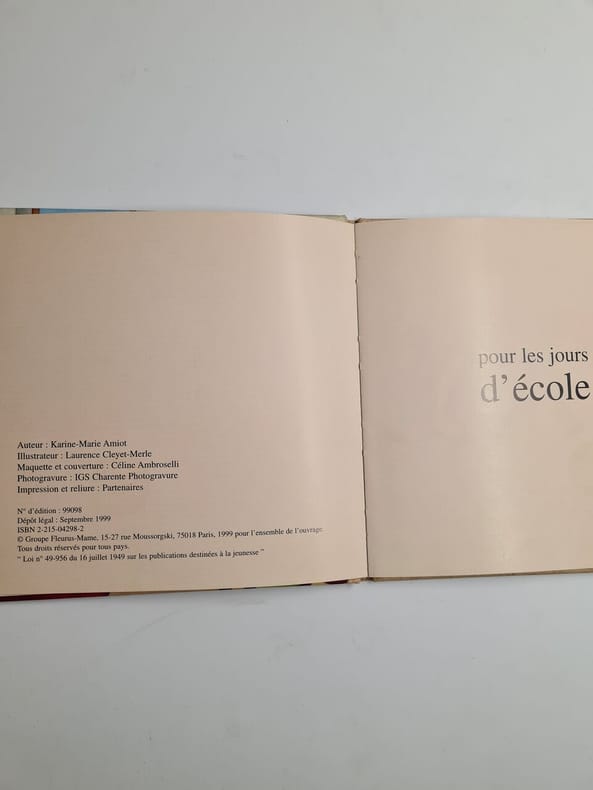 Auteur : Karine-Marie Amiot
Illustrateur : Laurence Cleyet-Merle
Maquette et couverture : Céline Ambroselli
Photogravure : IGS Charente Photogravure
Impression et reliure : Partenaires
N° d'édition : 99098
Dépôt légal : Septembre 1999
ISBN 2-215-04298-2
© Groupe Fleurus-Mame, 15-27 rue Moussorgski, 75018 Paris, 1999 pour l'ensemble de l'ouvrage.
Tous droits réservés pour tous pays.
“ Loi n° 49-956 du 16 juillet 1949 sur les publications destinées à la jeunesse ”
pour les jours
d'école